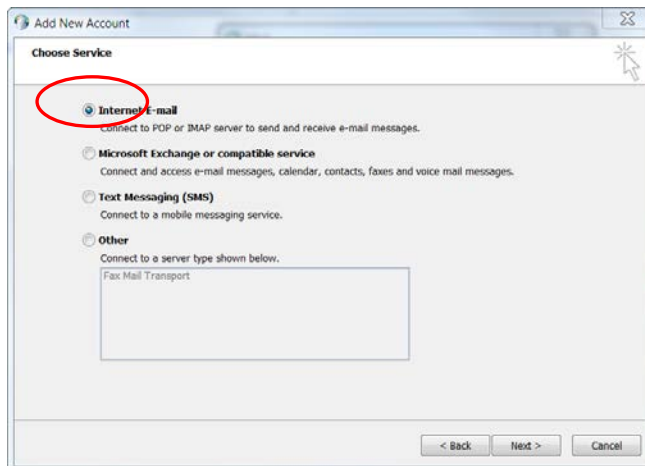 Add New Account
Choose Service
Internet E-mail
Connect to POP or IMAP server to send and receive e-mail messages.
Microsoft Exchange or compatible service
Connect and access e-mail messages, calendar, contacts, faxes and voice mail messages.
Text Messaging (SMS)
Connect to a mobile messaging service.
Other
Connect to a server type shown below.
Fax Mail Transport
< Back Next > Cancel